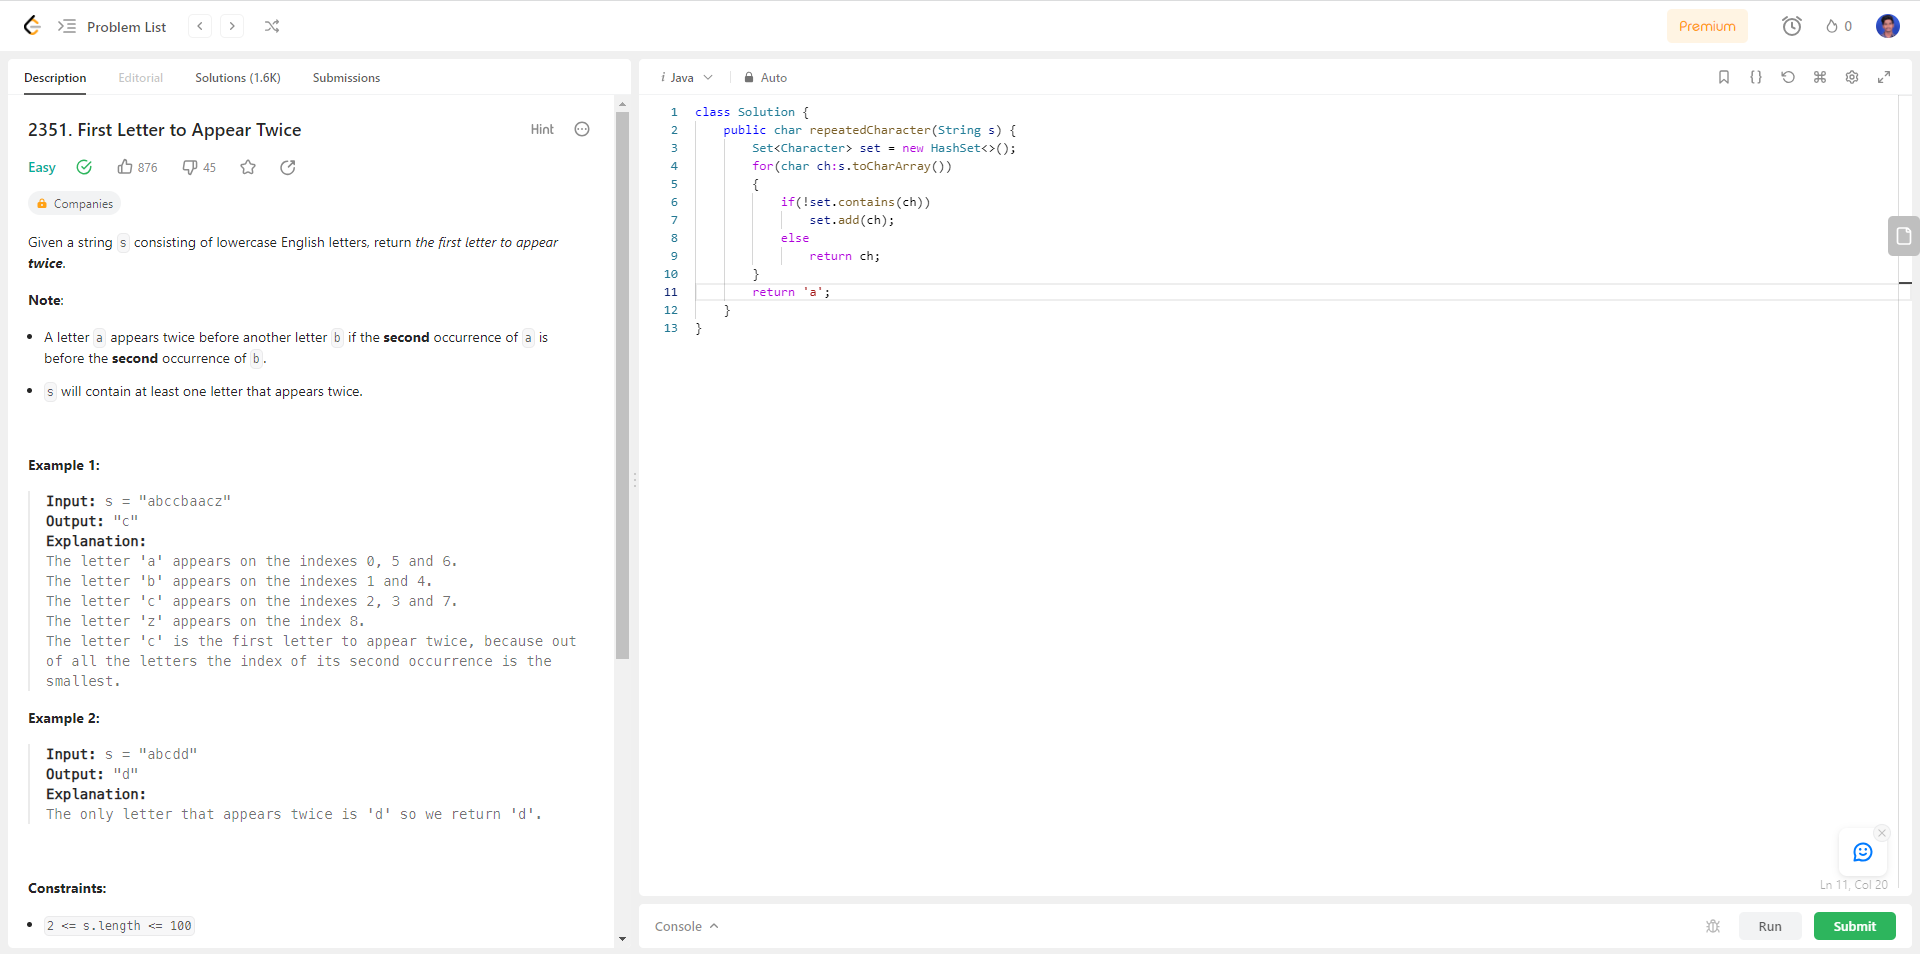 Problem List
Premium
0
Description Editorial Solutions (1.6K) Submissions
2351. First Letter to Appear Twice
Hint
Easy 876 45
Companies
Given a string s consisting of lowercase English letters, return the first letter to appear
twice.
Note:
A letter a appears twice before another letter b if the second occurrence of a is
before the second occurrence of b.
s will contain at least one letter that appears twice.
Example 1:
Input: s = "abccbaacz"
Output: "c"
Explanation:
The letter 'a' appears on the indexes 0, 5 and 6.
The letter 'b' appears on the indexes 1 and 4.
The letter 'c' appears on the indexes 2, 3 and 7.
The letter 'z' appears on the index 8.
The letter 'c' is the first letter to appear twice, because out
of all the letters the index of its second occurrence is the
smallest.
Example 2:
Input: s = "abcdd"
Output: "d"
Explanation:
The only letter that appears twice is 'd' so we return 'd'.
Constraints:
2 <= s.length <= 100
i Java Auto
1 class Solution {
2 public char repeatedCharacter(String s) {
3 Set<Character> set = new HashSet<>();
4 for(char ch:s.toCharArray())
5 {
6 if(!set.contains(ch))
7 set.add(ch);
8 else
9 return ch;
10 }
11 return 'a';
12 }
13 }
Ln 11, Col 20
Console
Run
Submit